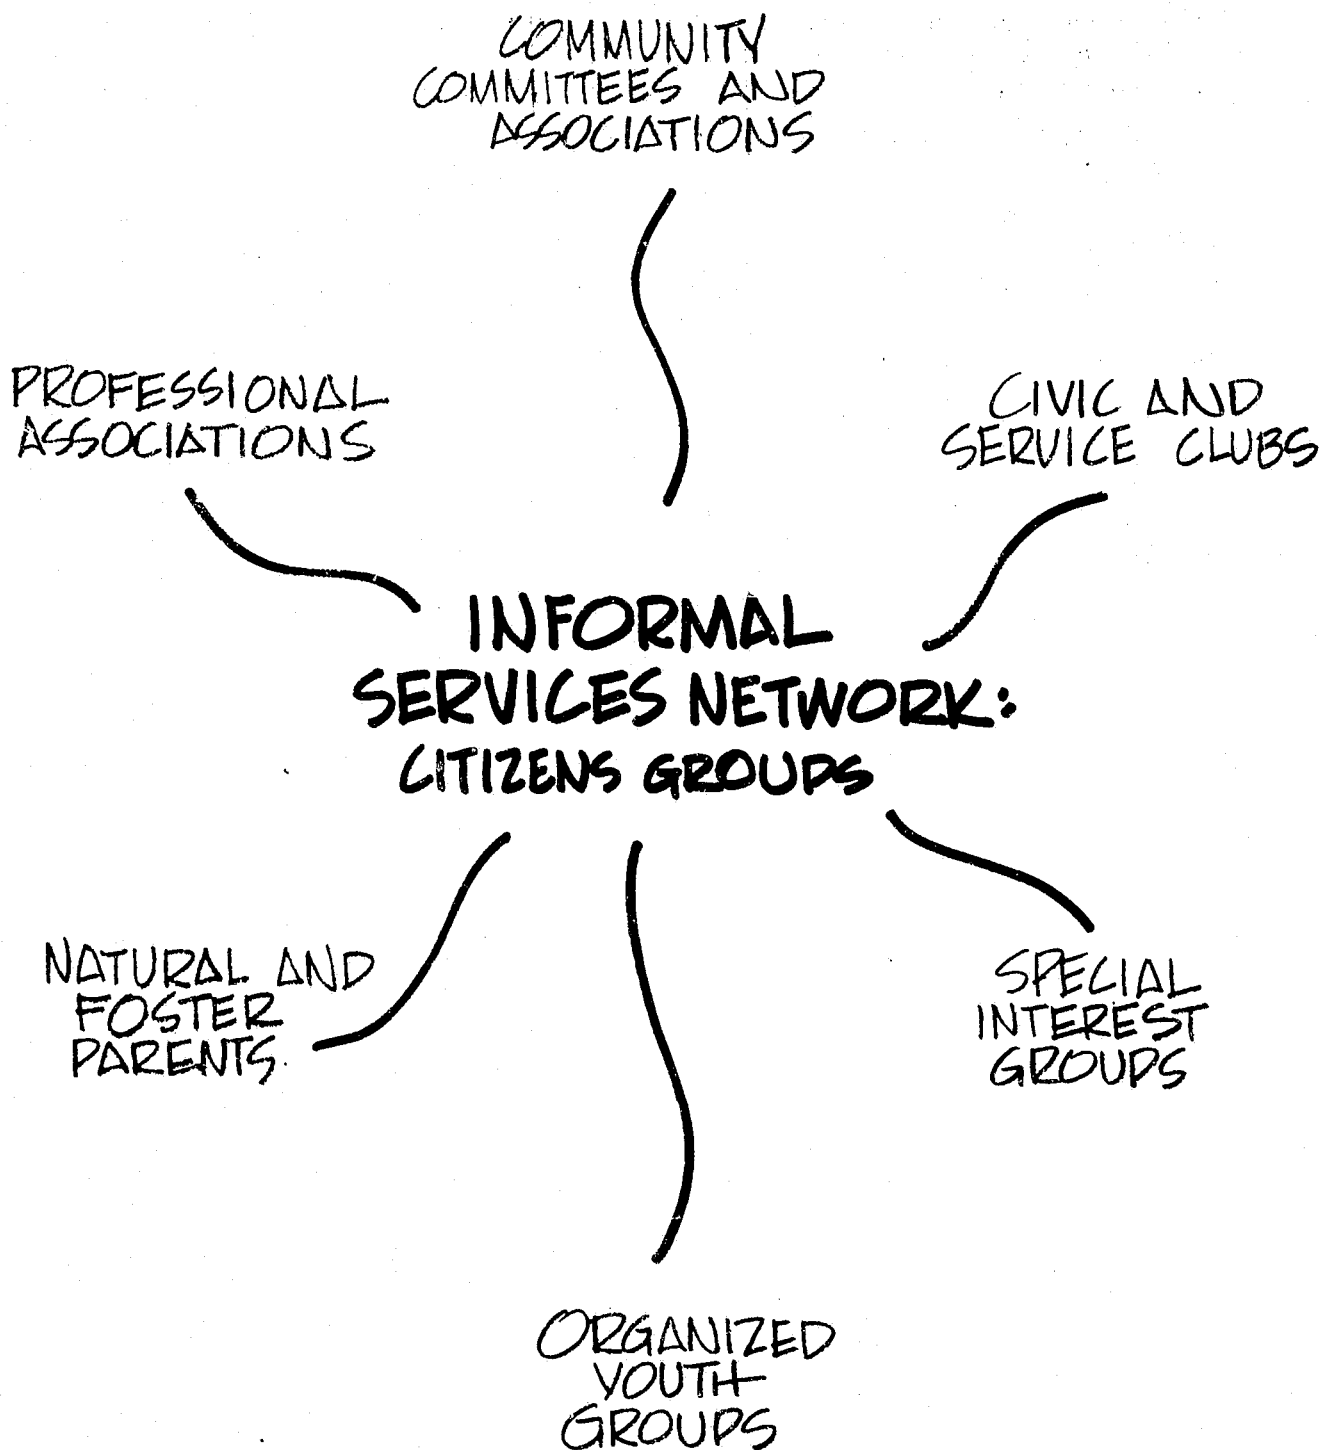 COMMUNITY
COMMITTEES AND
ASSOCIATIONS
PROFESSIONAL
ASSOCIATIONS
CIVIC AND
SERVICE CLUBS
INFORMAL
SERVICES NETWORK:
CITIZENS GROUPS
NATURAL AND
FOSTER
PARENTS
SPECIAL
INTEREST
GROUPS
ORGANIZED
YOUTH
GROUPS